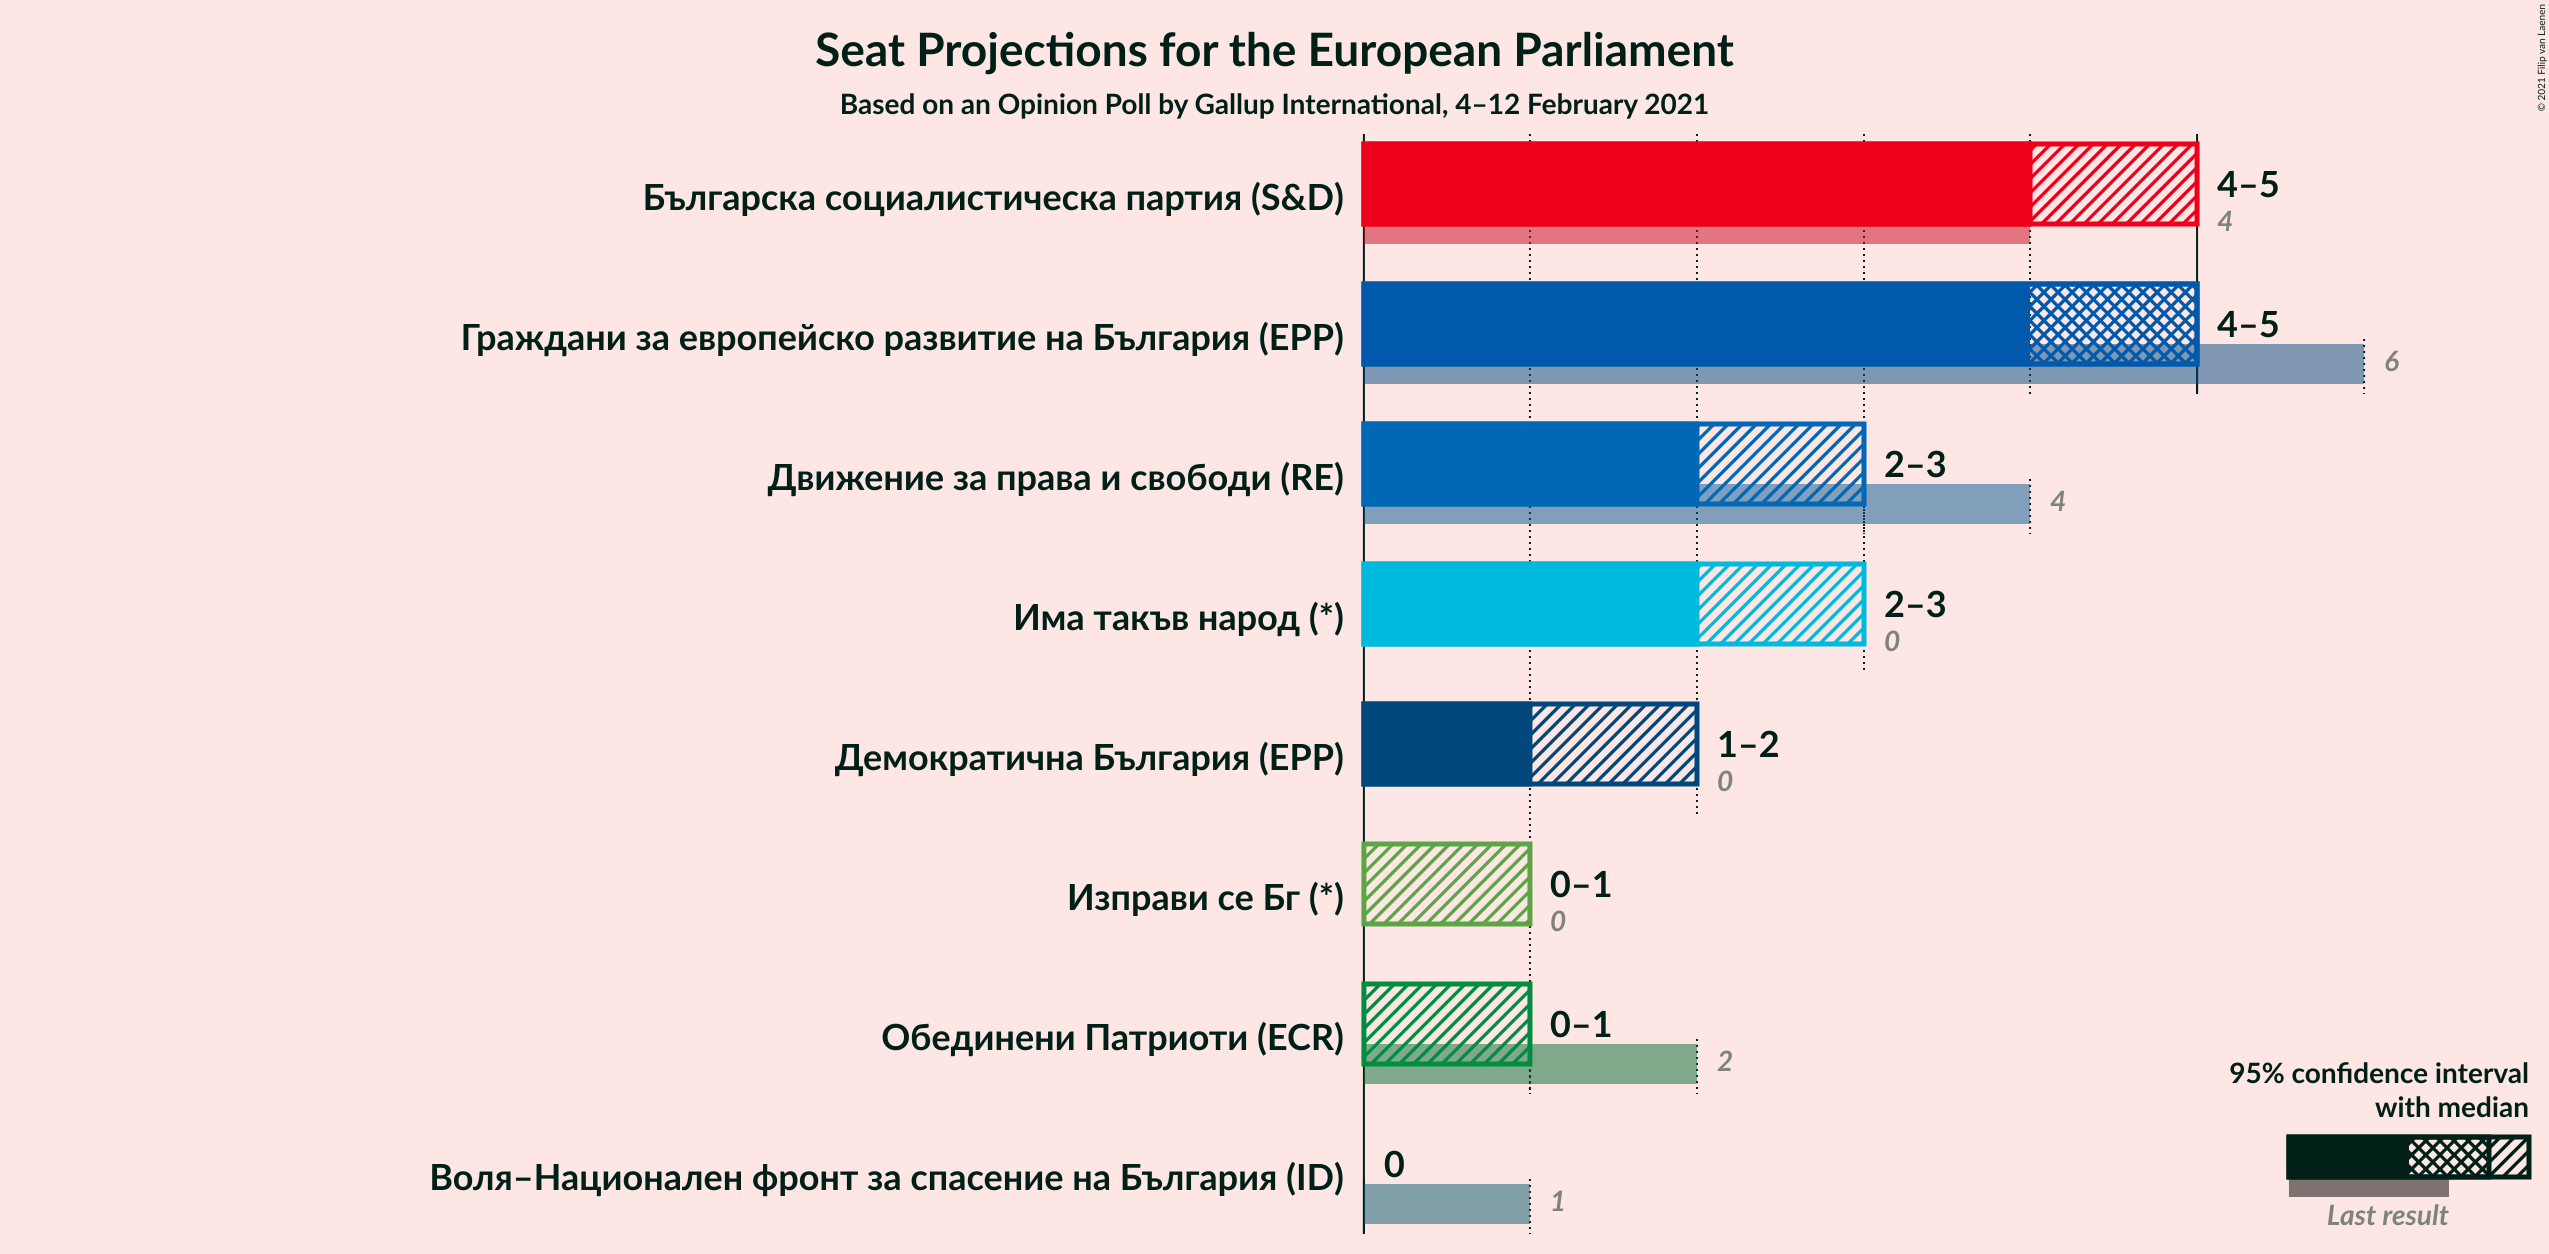 Seat Projections for the European Parliament
Based on an Opinion Poll by Gallup International, 4–12 February 2021
© 2021 Filip van Laenen
Българска социалистическа партия (S&D)
4–5
4
Граждани за европейско развитие на България (EPP)
4–5
6
Движение за права и свободи (RE)
2–3
4
Има такъв народ (*)
2–3
0
Демократична България (EPP)
1–2
0
Изправи се Бг (*)
0–1
0
Обединени Патриоти (ECR)
0–1
2
Воля–Национален фронт за спасение на България (ID)
0
1
95% confidence interval
with median
Last result